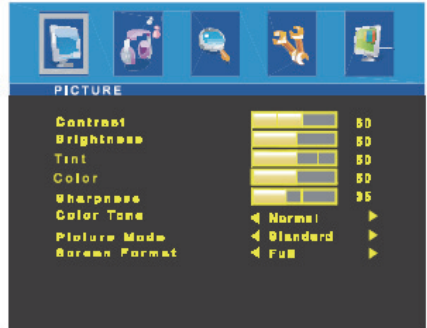 PICTURE
Contrast 50
Brightness 50
Tint 50
Color 50
Sharpness
Color Tone Normal
Picture Mode Standard
Screen Format Full